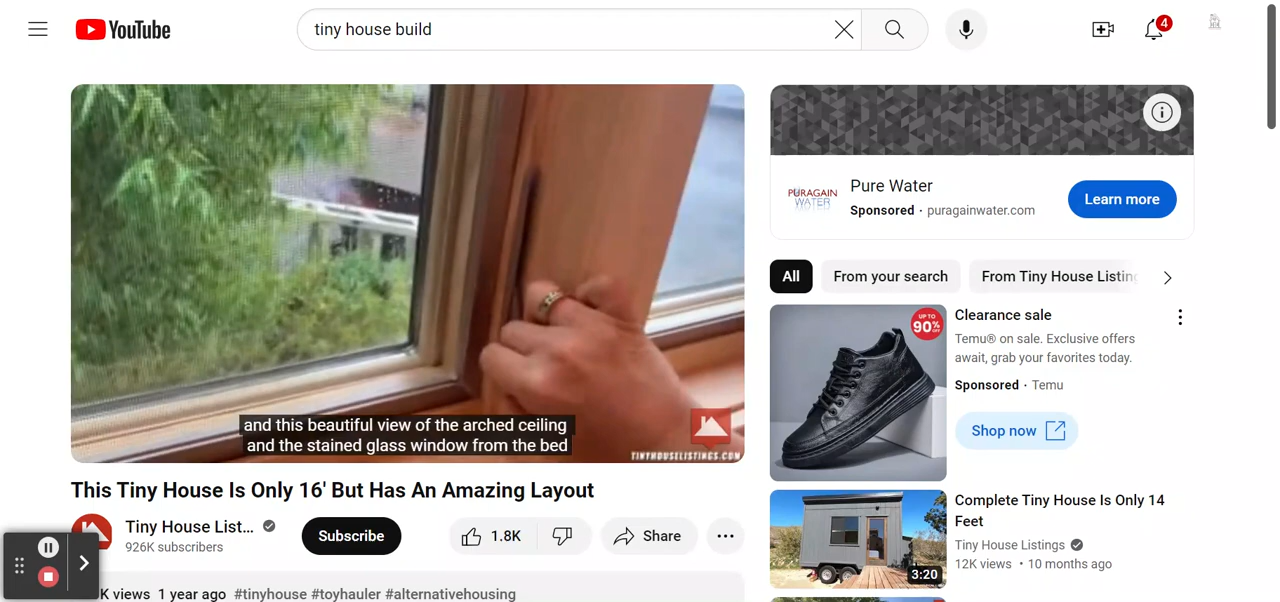 YouTube
tiny house build
4
and this beautiful view of the arched ceiling
and the stained glass window from the bed
TINYHOUSELISTINGS.COM
This Tiny House Is Only 16' But Has An Amazing Layout
Tiny House List...
926K subscribers
Subscribe
1.8K
Share
K views 1 year ago #tinyhouse #toyhauler #alternativehousing
PURAGAIN
WATER
Pure Water
Sponsored · puragainwater.com
Learn more
All
From your search
From Tiny House Listing
UP TO
90%
OFF
Clearance sale
Temu® on sale. Exclusive offers
await, grab your favorites today.
Sponsored · Temu
Shop now
3:20
Complete Tiny House Is Only 14
Feet
Tiny House Listings
12K views · 10 months ago